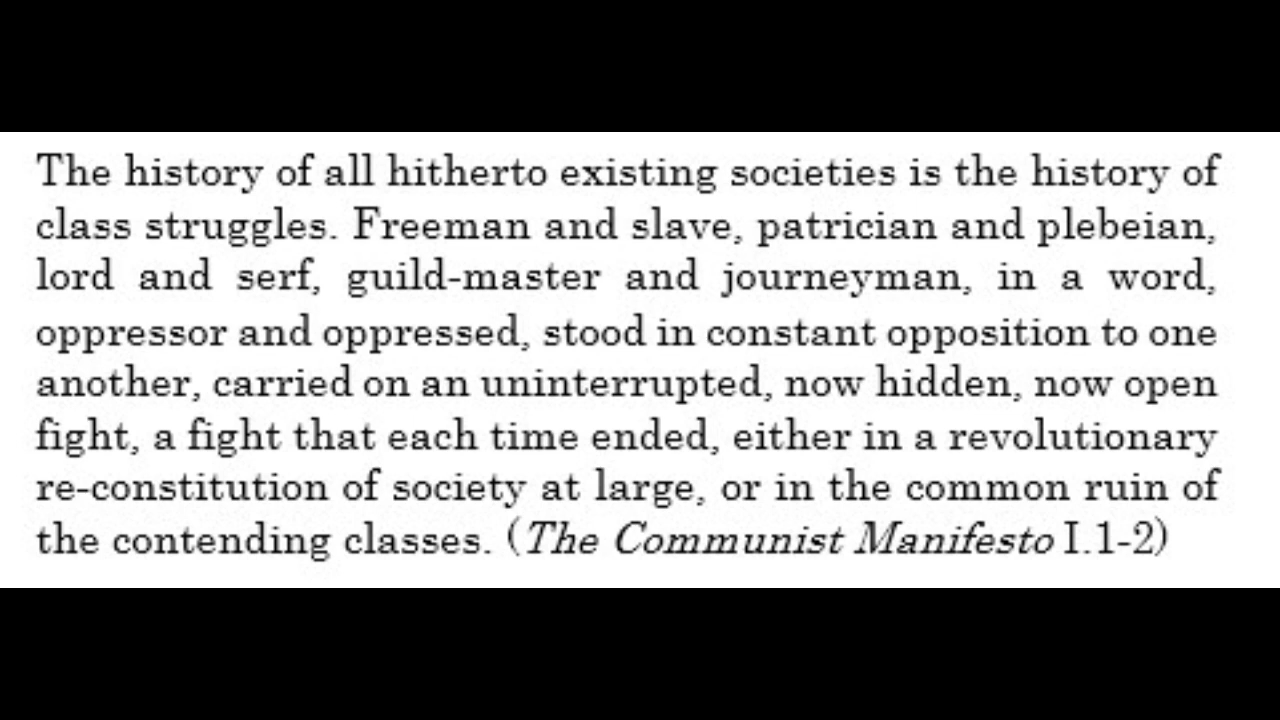 The history of all hitherto existing societies is the history of
class struggles. Freeman and slave, patrician and plebeian,
lord and serf, guild-master and journeyman, in a word,
oppressor and oppressed, stood in constant opposition to one
another, carried on an uninterrupted, now hidden, now open
fight, a fight that each time ended, either in a revolutionary
re-constitution of society at large, or in the common ruin of
the contending classes. (The Communist Manifesto I.1-2)